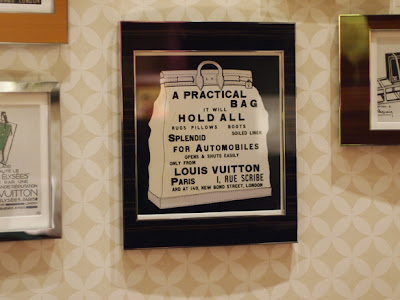 A PRACTICAL
BAG
IT WILL
HOLD ALL
RUGS PILLOWS BOOTS
SPLENDID SOILED LINEN
FOR AUTOMOBILES
OPENS & SHUTS EASILY
ONLY FROM
LOUIS VUITTON
PARIS 1, RUE SCRIBE
AND AT 149, NEW BOND STREET, LONDON
ELYSÉES
VUITTON